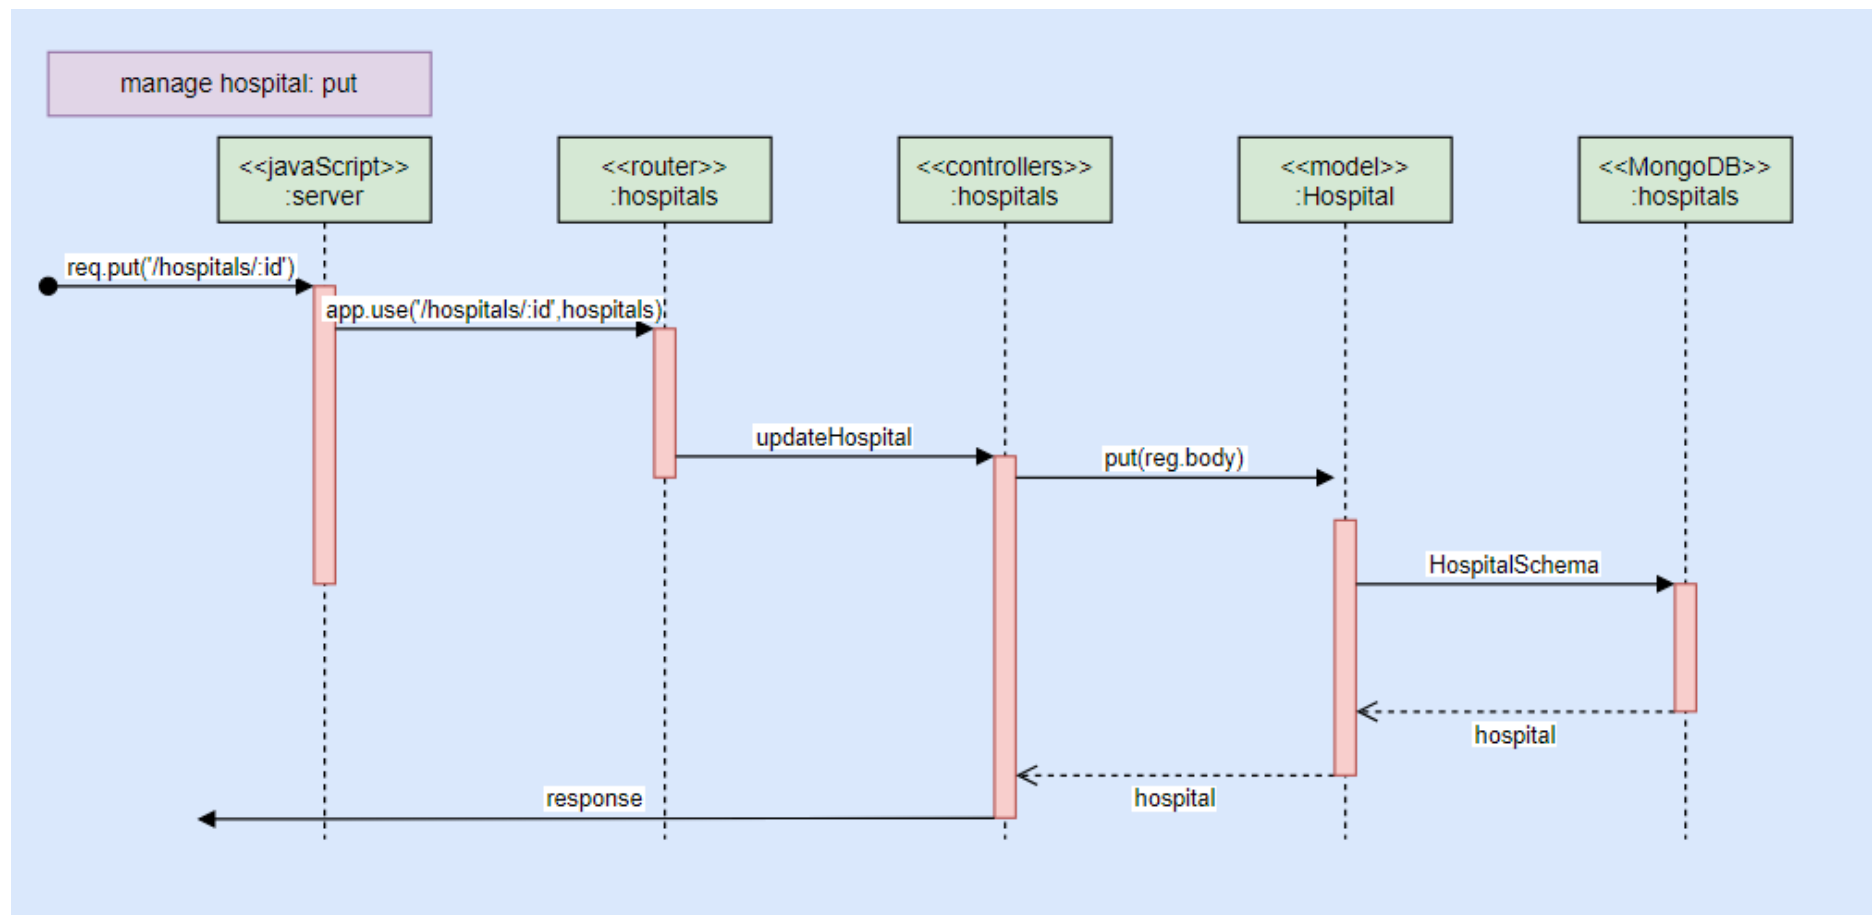 manage hospital: put
<<javaScript>>
:server
<<router>>
:hospitals
<<controllers>>
:hospitals
<<model>>
:Hospital
<<MongoDB>>
:hospitals
req.put('/hospitals/:id')
app.use('/hospitals/:id',hospitals)
updateHospital
put(reg.body)
HospitalSchema
hospital
hospital
response